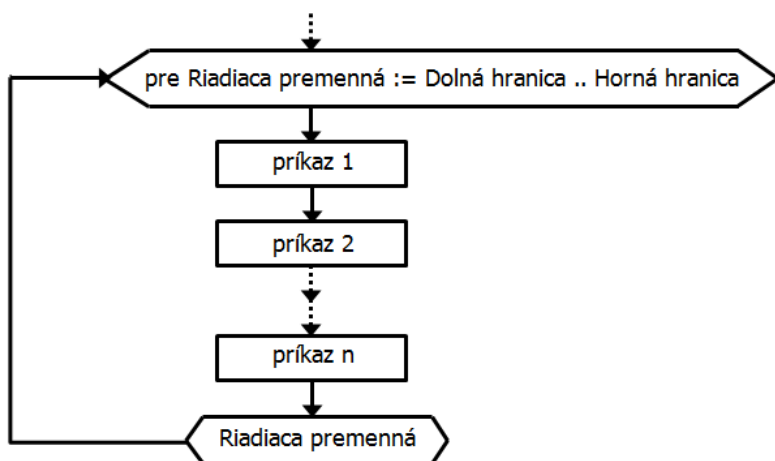 pre Riadiaca premenná := Dolná hranica .. Horná hranica
príkaz 1
príkaz 2
príkaz n
Riadiaca premenná